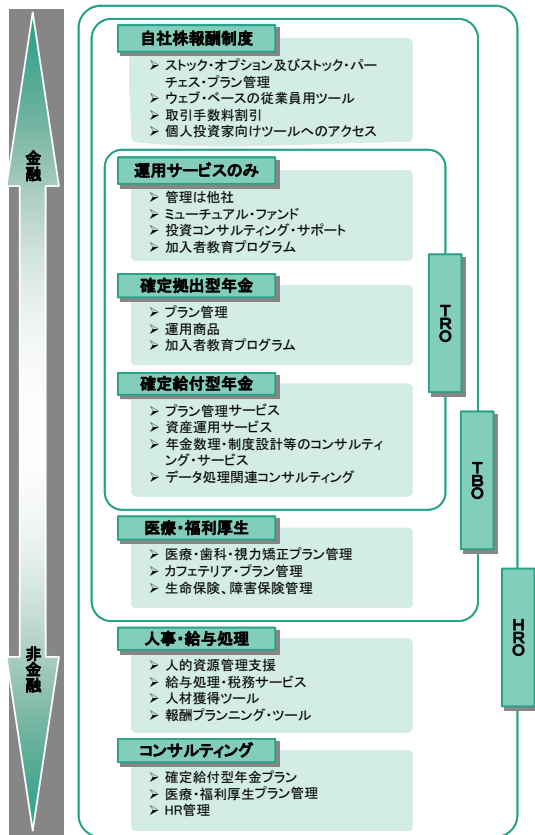 金融
非金融
自社株報酬制度
➢ ストック・オプション及びストック・パー
チェス・プラン管理
➢ ウェブ・ベースの従業員用ツール
➢ 取引手数料割引
➢ 個人投資家向けツールへのアクセス
運用サービスのみ
➢ 管理は他社
➢ ミューチュアル・ファンド
➢ 投資コンサルティング・サポート
➢ 加入者教育プログラム
確定拠出型年金
➢ プラン管理
➢ 運用商品
➢ 加入者教育プログラム
確定給付型年金
➢ プラン管理サービス
➢ 資産運用サービス
➢ 年金数理・制度設計等のコンサルティ
ング・サービス
➢ データ処理関連コンサルティング
医療・福利厚生
➢ 医療・歯科・視力矯正プラン管理
➢ カフェテリア・プラン管理
➢ 生命保険、障害保険管理
人事・給与処理
➢ 人的資源管理支援
➢ 給与処理・税務サービス
➢ 人材獲得ツール
➢ 報酬プランニング・ツール
コンサルティング
➢ 確定給付型年金プラン
➢ 医療・福利厚生プラン管理
➢ HR管理
TRO
TBO
HRO